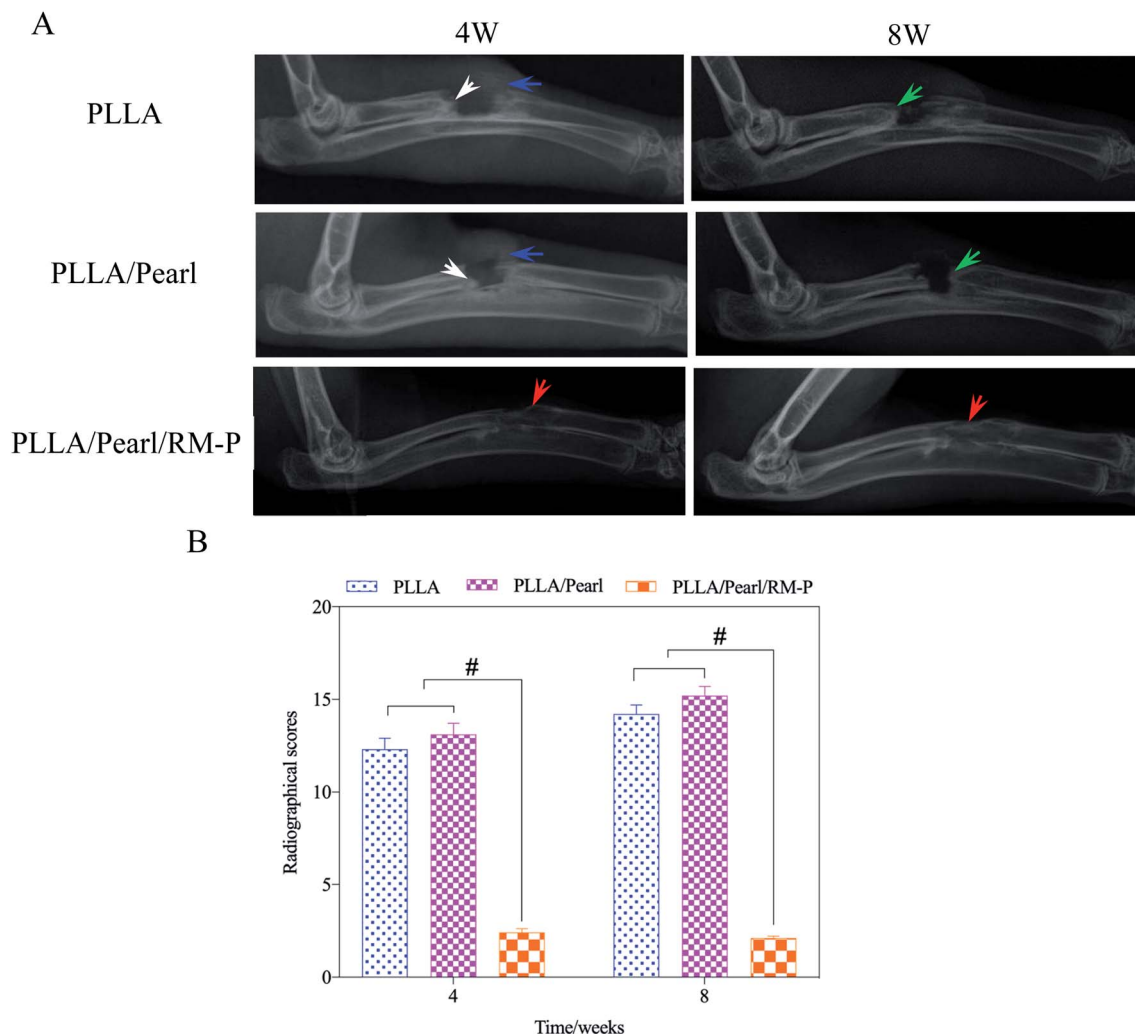 A
4W 8W
PLLA
PLLA/Pearl
PLLA/Pearl/RM-P
B
PLLA PLLA/Pearl PLLA/Pearl/RM-P
20
# #
15
10
5
0
Radiographical scores
4 8
Time/weeks